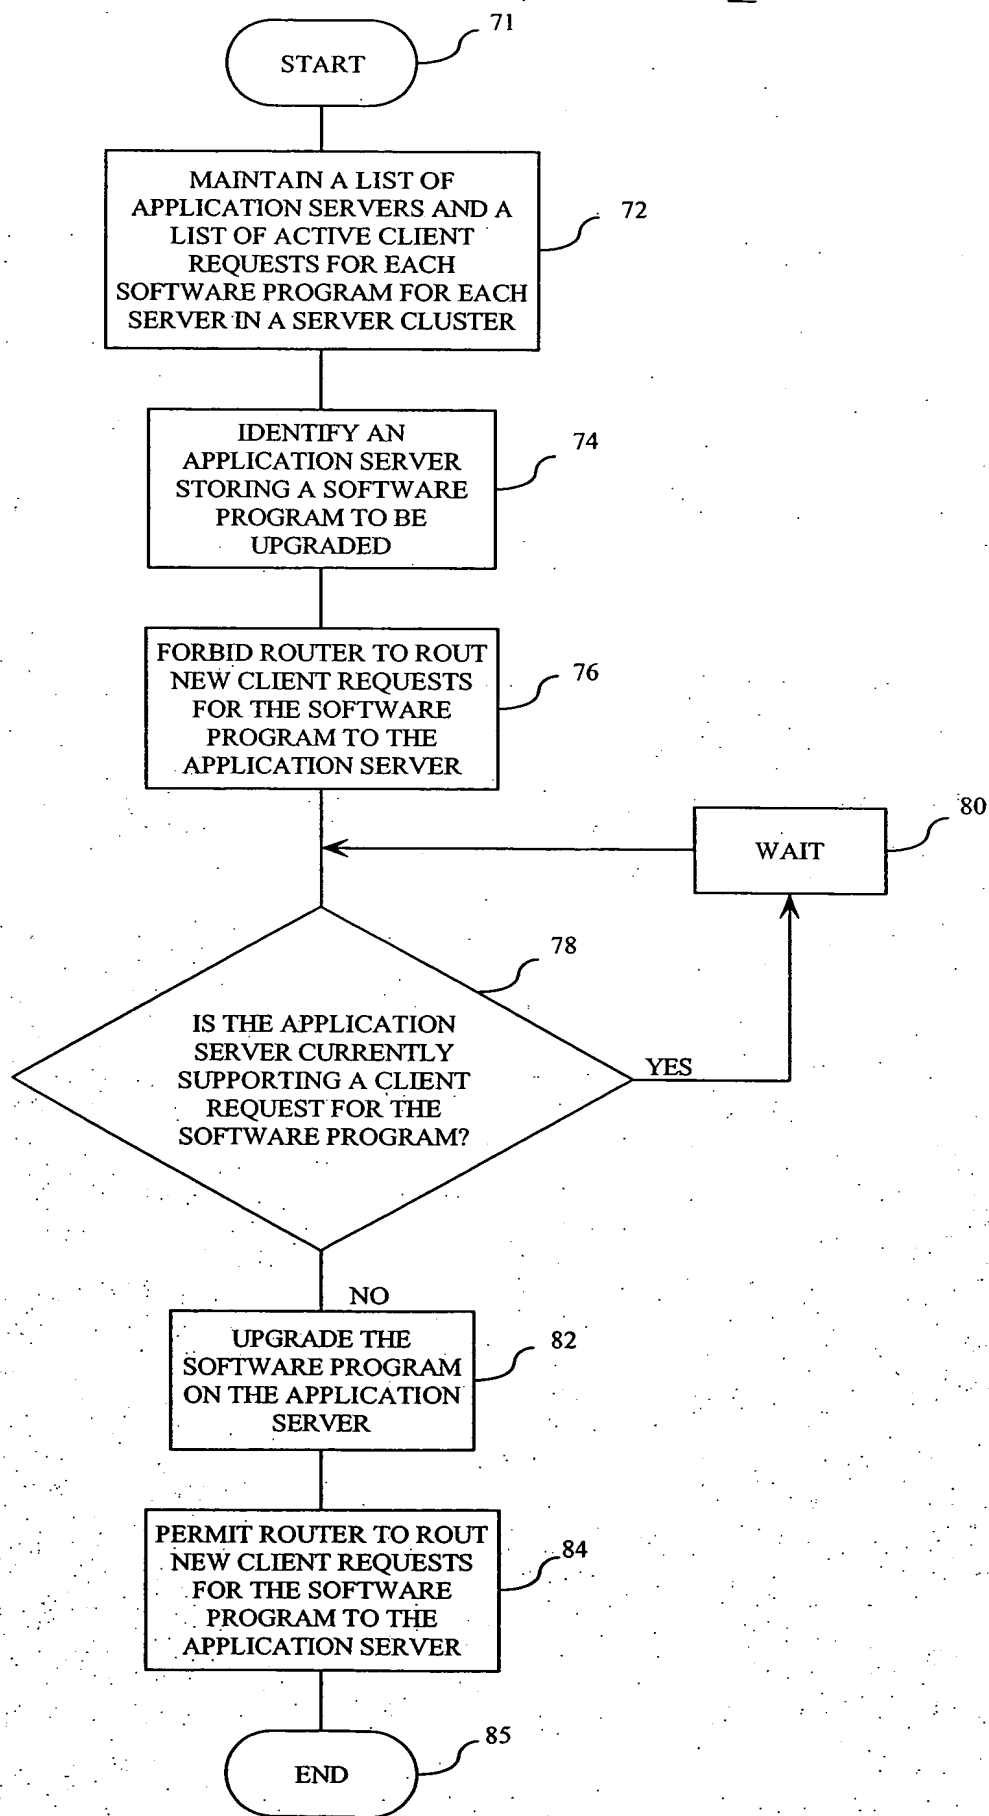 71
START
MAINTAIN A LIST OF
APPLICATION SERVERS AND A
LIST OF ACTIVE CLIENT
REQUESTS FOR EACH
SOFTWARE PROGRAM FOR EACH
SERVER IN A SERVER CLUSTER
72
IDENTIFY AN
APPLICATION SERVER
STORING A SOFTWARE
PROGRAM TO BE
UPGRADED
74
FORBID ROUTER TO ROUT
NEW CLIENT REQUESTS
FOR THE SOFTWARE
PROGRAM TO THE
APPLICATION SERVER
76
80
WAIT
78
IS THE APPLICATION
SERVER CURRENTLY
SUPPORTING A CLIENT
REQUEST FOR THE
SOFTWARE PROGRAM?
YES
NO
UPGRADE THE
SOFTWARE PROGRAM
ON THE APPLICATION
SERVER
82
PERMIT ROUTER TO ROUT
NEW CLIENT REQUESTS
FOR THE SOFTWARE
PROGRAM TO THE
APPLICATION SERVER
84
85
END